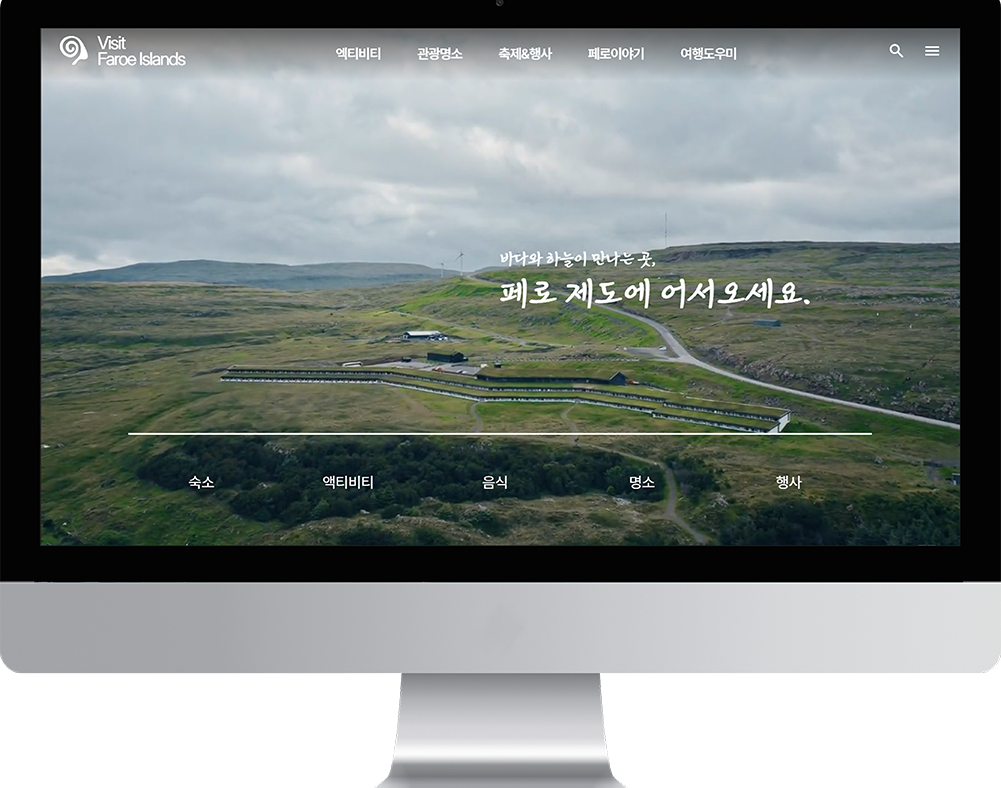 Visit
Faroe Islands
엑티비티 관광명소 축제&행사 페로이야기 여행도우미
바다와 하늘이 만나는 곳,
페로 제도에 어서오세요.
숙소 액티비티 음식 명소 행사